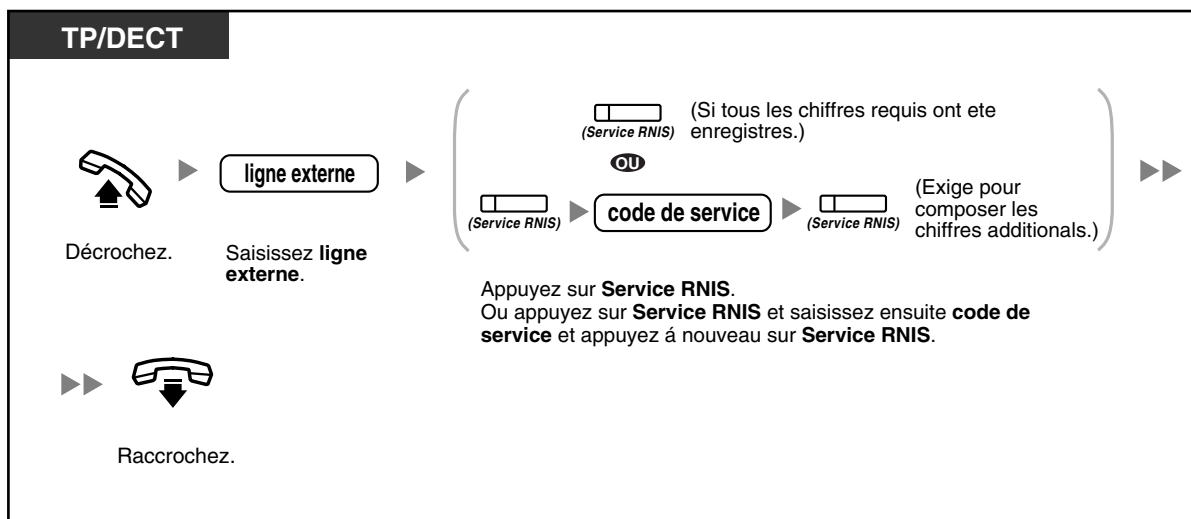 TP/DECT
(Si tous les chiffres requis ont ete
enregistres.)
(Service RNIS)
OU
ligne externe
(Service RNIS)
code de service
(Service RNIS)
(Exige pour
composer les
chiffres additionals.)
Décrochez.
Saisissez ligne
externe.
Appuyez sur Service RNIS.
Ou appuyez sur Service RNIS et saisissez ensuite code de
service et appuyez á nouveau sur Service RNIS.
Raccrochez.